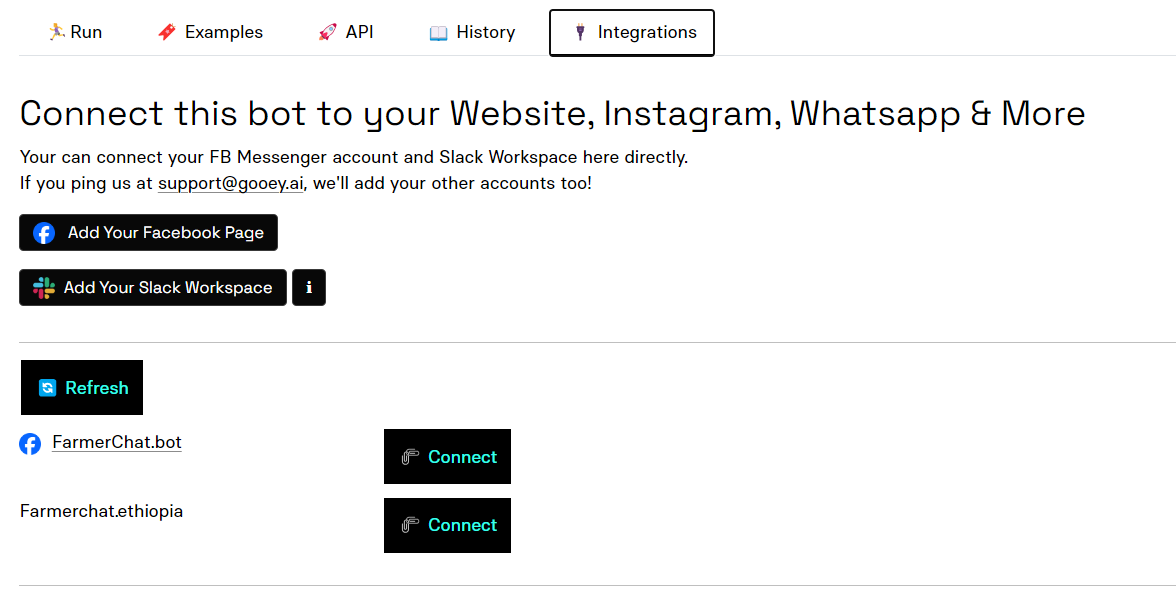 Run Examples API History Integrations
Connect this bot to your Website, Instagram, Whatsapp & More
Your can connect your FB Messenger account and Slack Workspace here directly.
If you ping us at support@gooey.ai, we'll add your other accounts too!
Add Your Facebook Page
Add Your Slack Workspace i
Refresh
FarmerChat.bot Connect
Farmerchat.ethiopia Connect